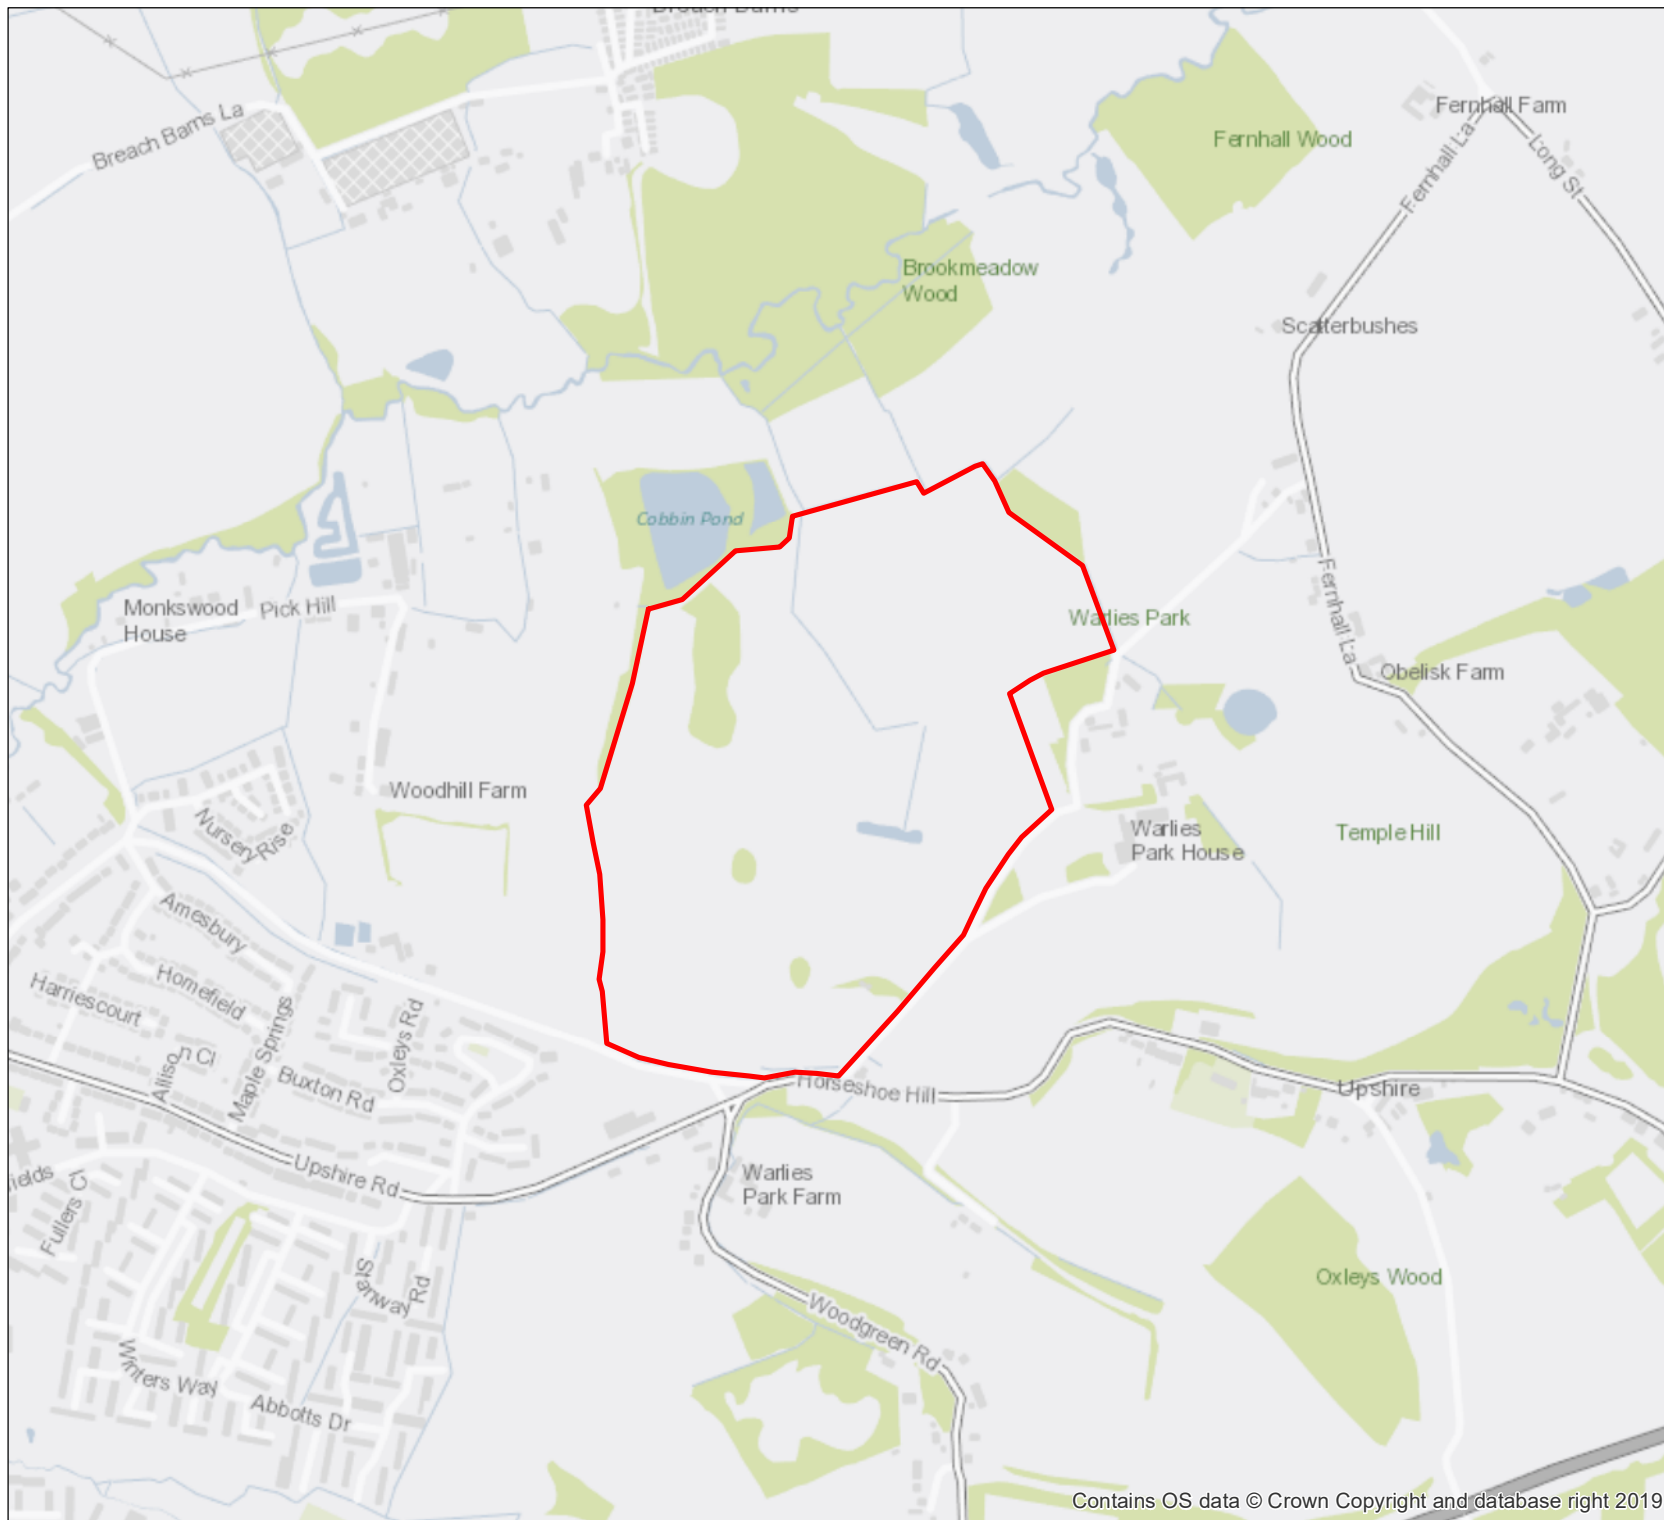 Breach Barns
Breach Barns La
Fernhall Farm
Fernhall Wood
Fernhall La
Long St
Brookmeadow
Wood
Scatterbushes
Cobbin Pond
Fernhall La
Monkswood
House
Pick Hill
Warlies Park
Obelisk Farm
Woodhill Farm
Nursery Rise
Warlies
Park House
Temple Hill
Amesbury
Homefield
Harriescourt
Maple Springs
Oxleys Rd
Allison Cl
Buxton Rd
Horseshoe Hill
Upshire
Upshire Rd
ields
Fullers Cl
Warlies
Park Farm
Stanway Rd
Oxleys Wood
Woodgreen Rd
Winters Way
Abbotts Dr
Contains OS data © Crown Copyright and database right 2019